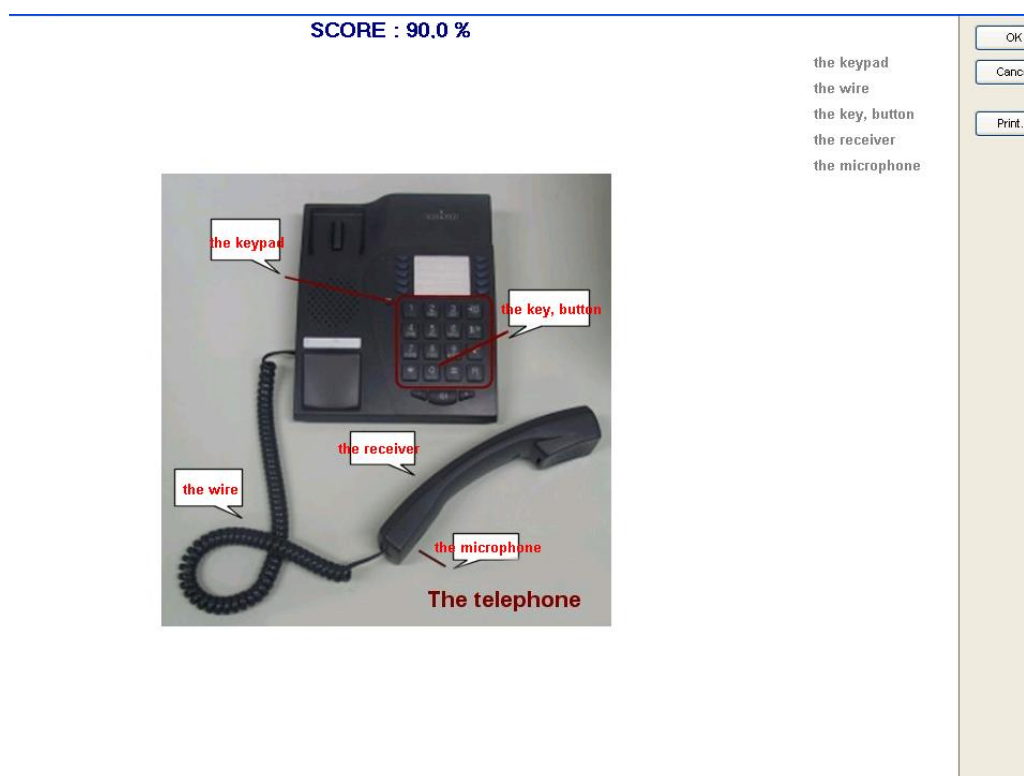 SCORE : 90.0 %
OK
the keypad
Canc
the wire
the key, button
Print.
the receiver
the microphone
the keypad
the key, button
the receiver
the wire
the microphone
The telephone